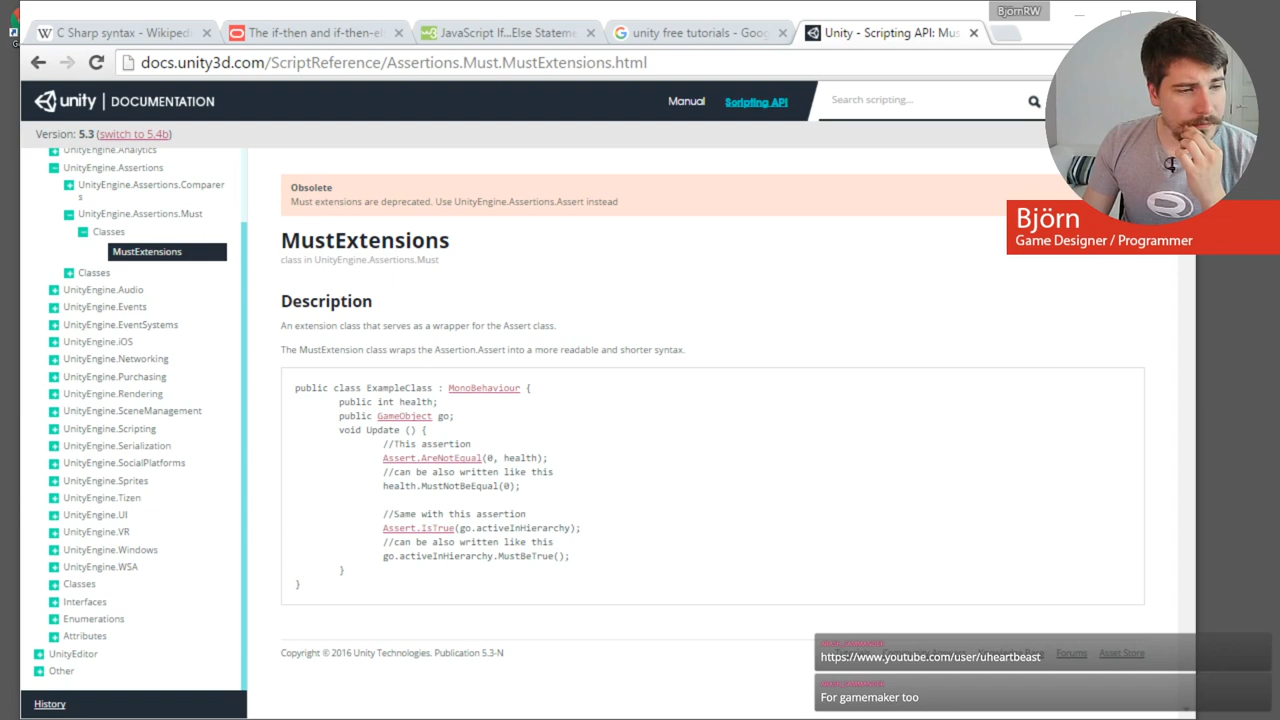 BjornRW
C Sharp syntax - Wikiped
The if-then and if-then-el
JavaScript If...Else Stateme
unity free tutorials - Goog
Unity - Scripting API: Mus
docs.unity3d.com/ScriptReference/Assertions.Must.MustExtensions.html
unity | DOCUMENTATION
Manual
Scripting API
Search scripting...
Version: 5.3 (switch to 5.4b)
UnityEngine.Analytics
UnityEngine.Assertions
UnityEngine.Assertions.Comparer
s
UnityEngine.Assertions.Must
Classes
MustExtensions
Classes
UnityEngine.Audio
UnityEngine.Events
UnityEngine.EventSystems
UnityEngine.iOS
UnityEngine.Networking
UnityEngine.Purchasing
UnityEngine.Rendering
UnityEngine.SceneManagement
UnityEngine.Scripting
UnityEngine.Serialization
UnityEngine.SocialPlatforms
UnityEngine.Sprites
UnityEngine.Tizen
UnityEngine.UI
UnityEngine.VR
UnityEngine.Windows
UnityEngine.WSA
Classes
Interfaces
Enumerations
Attributes
UnityEditor
Other
History
Obsolete
Must extensions are deprecated. Use UnityEngine.Assertions.Assert instead
MustExtensions
class in UnityEngine.Assertions.Must
Description
An extension class that serves as a wrapper for the Assert class.
The MustExtension class wraps the Assertion.Assert into a more readable and shorter syntax.
public class ExampleClass : MonoBehaviour {
public int health;
public GameObject go;
void Update () {
//This assertion
Assert.AreNotEqual(0, health);
//can be also written like this
health.MustNotBeEqual(0);
//Same with this assertion
Assert.IsTrue(go.activeInHierarchy);
//can be also written like this
go.activeInHierarchy.MustBeTrue();
}
}
Copyright © 2016 Unity Technologies. Publication 5.3-N
Forums
Asset Store
Björn
Game Designer / Programmer
https://www.youtube.com/user/uheartbeast
For gamemaker too